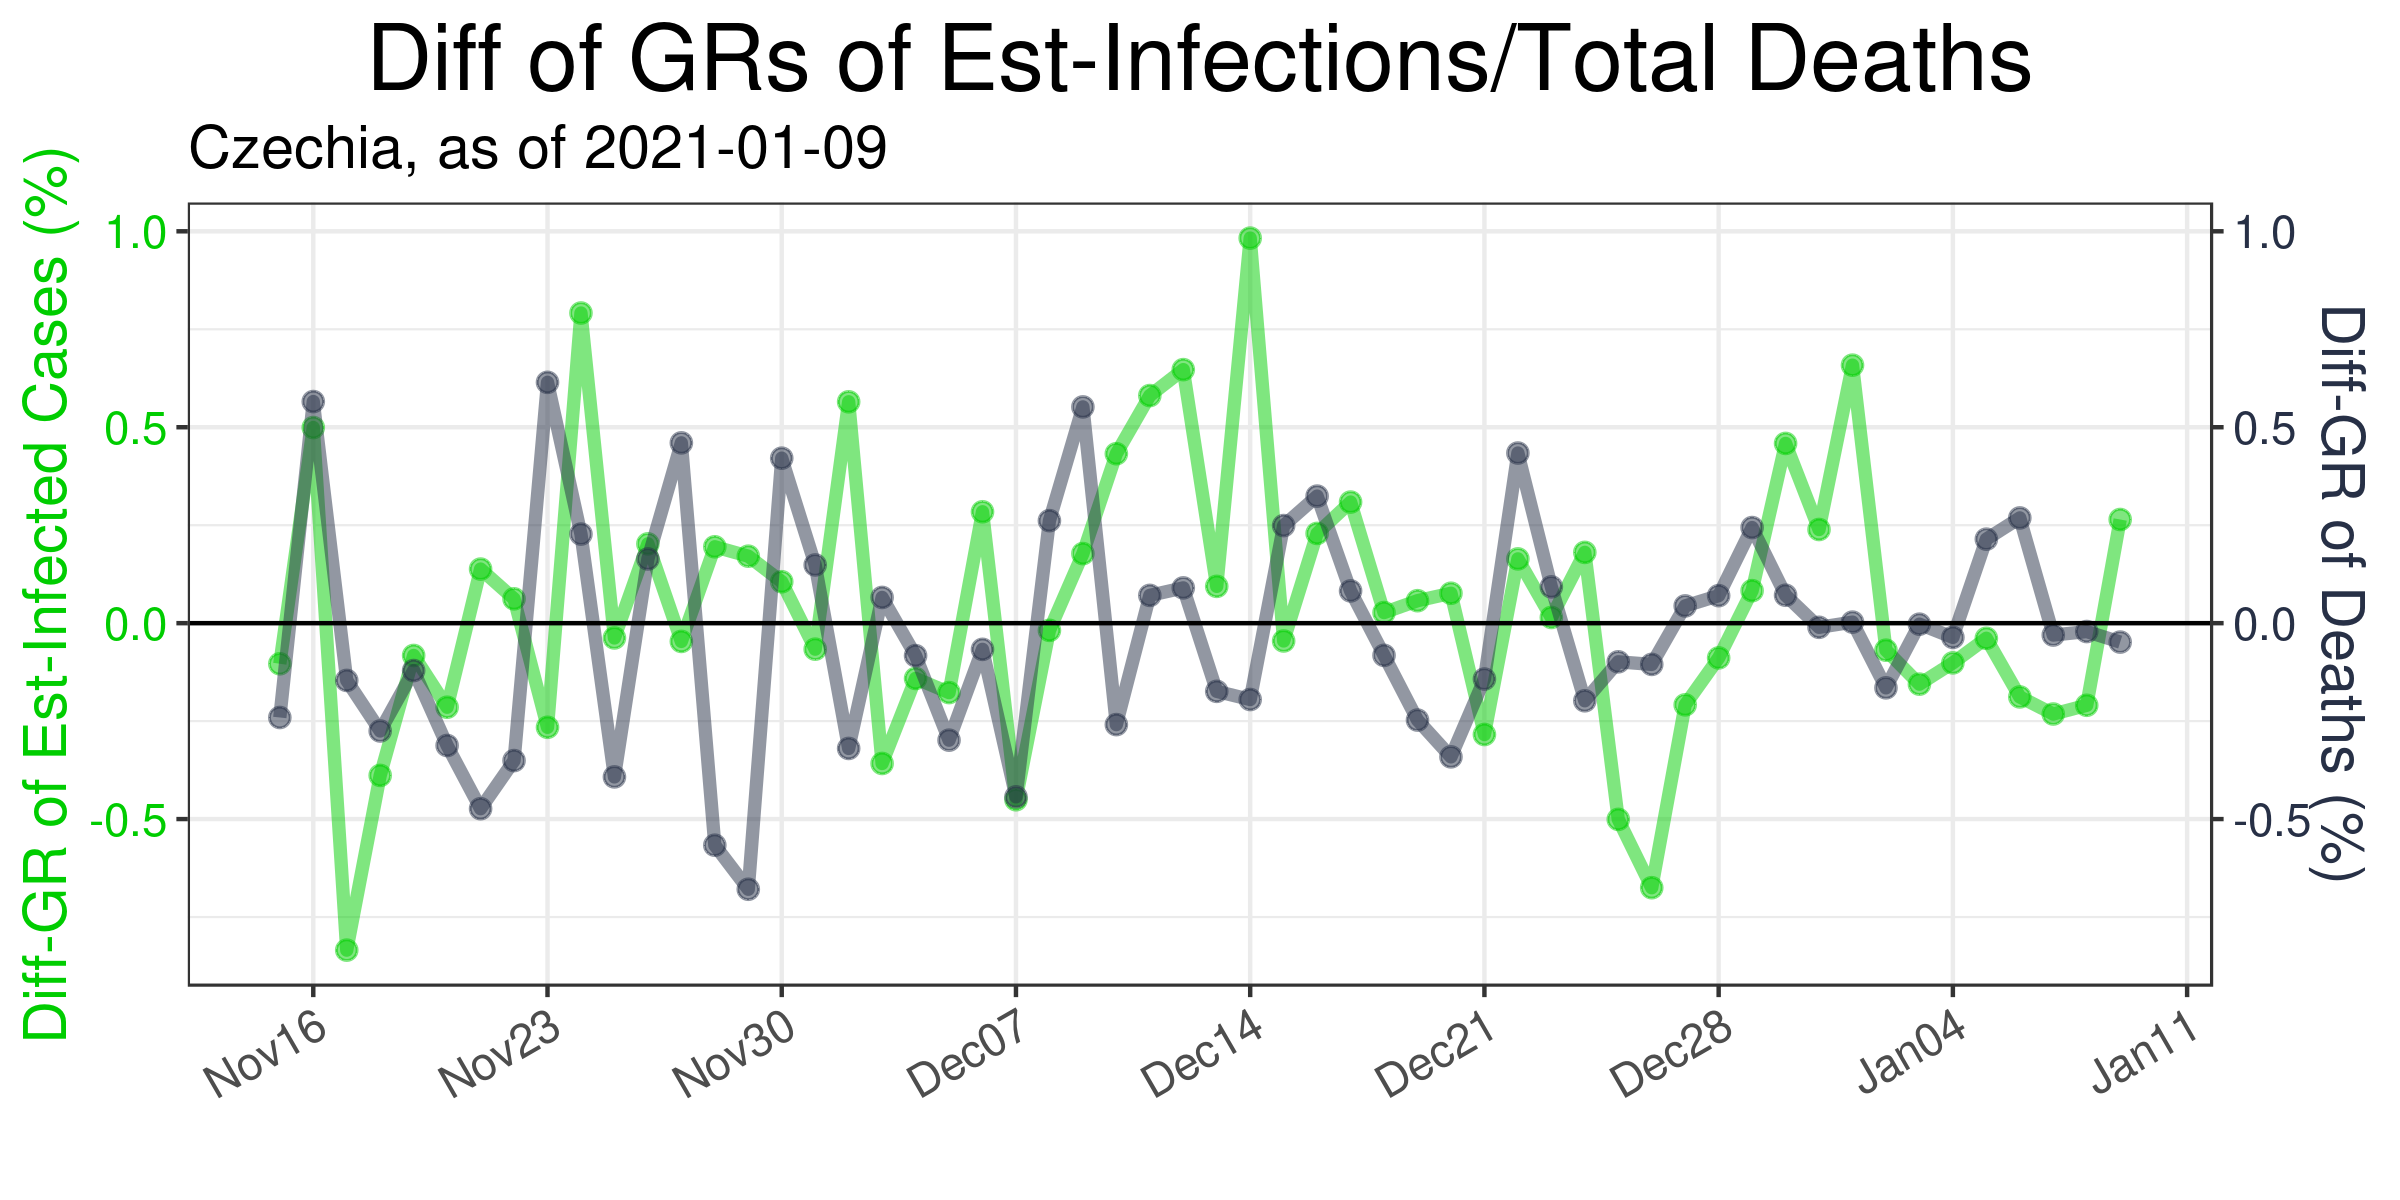 Diff of GRs of Est-Infections/Total Deaths
Czechia, as of 2021-01-09
Diff-GR of Est-Infected Cases (%)
1.0
0.5
0.0
-0.5
1.0
0.5
0.0
-0.5
Diff-GR of Deaths (%)
Nov16
Nov23
Nov30
Dec07
Dec14
Dec21
Dec28
Jan04
Jan11